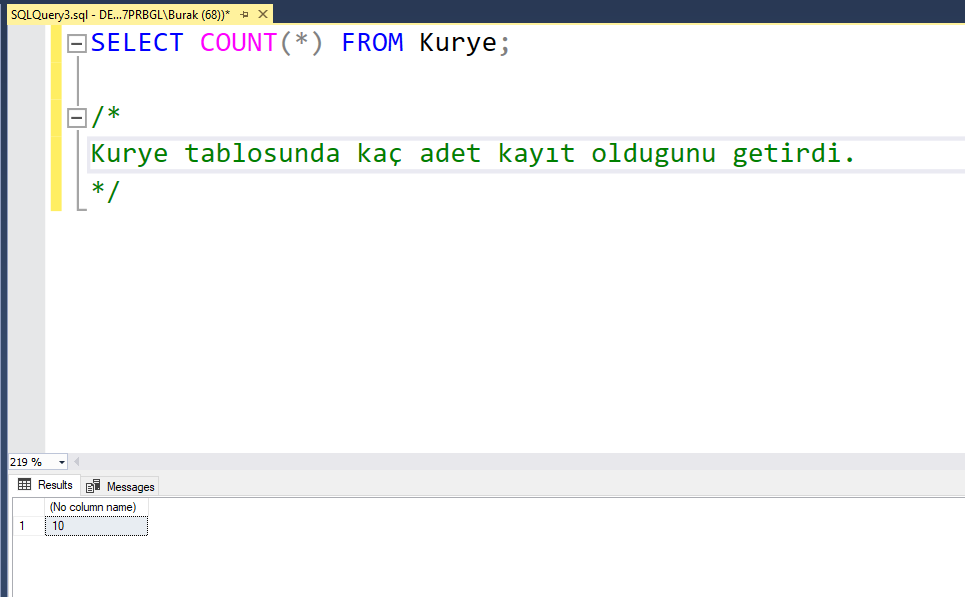 SQLQuery3.sql - DE...7PRBGL\Burak (68))*
SELECT COUNT(*) FROM Kurye;
/*
Kurye tablosunda kaç adet kayıt oldugunu getirdi.
*/
219 %
Results Messages
(No column name)
1 10